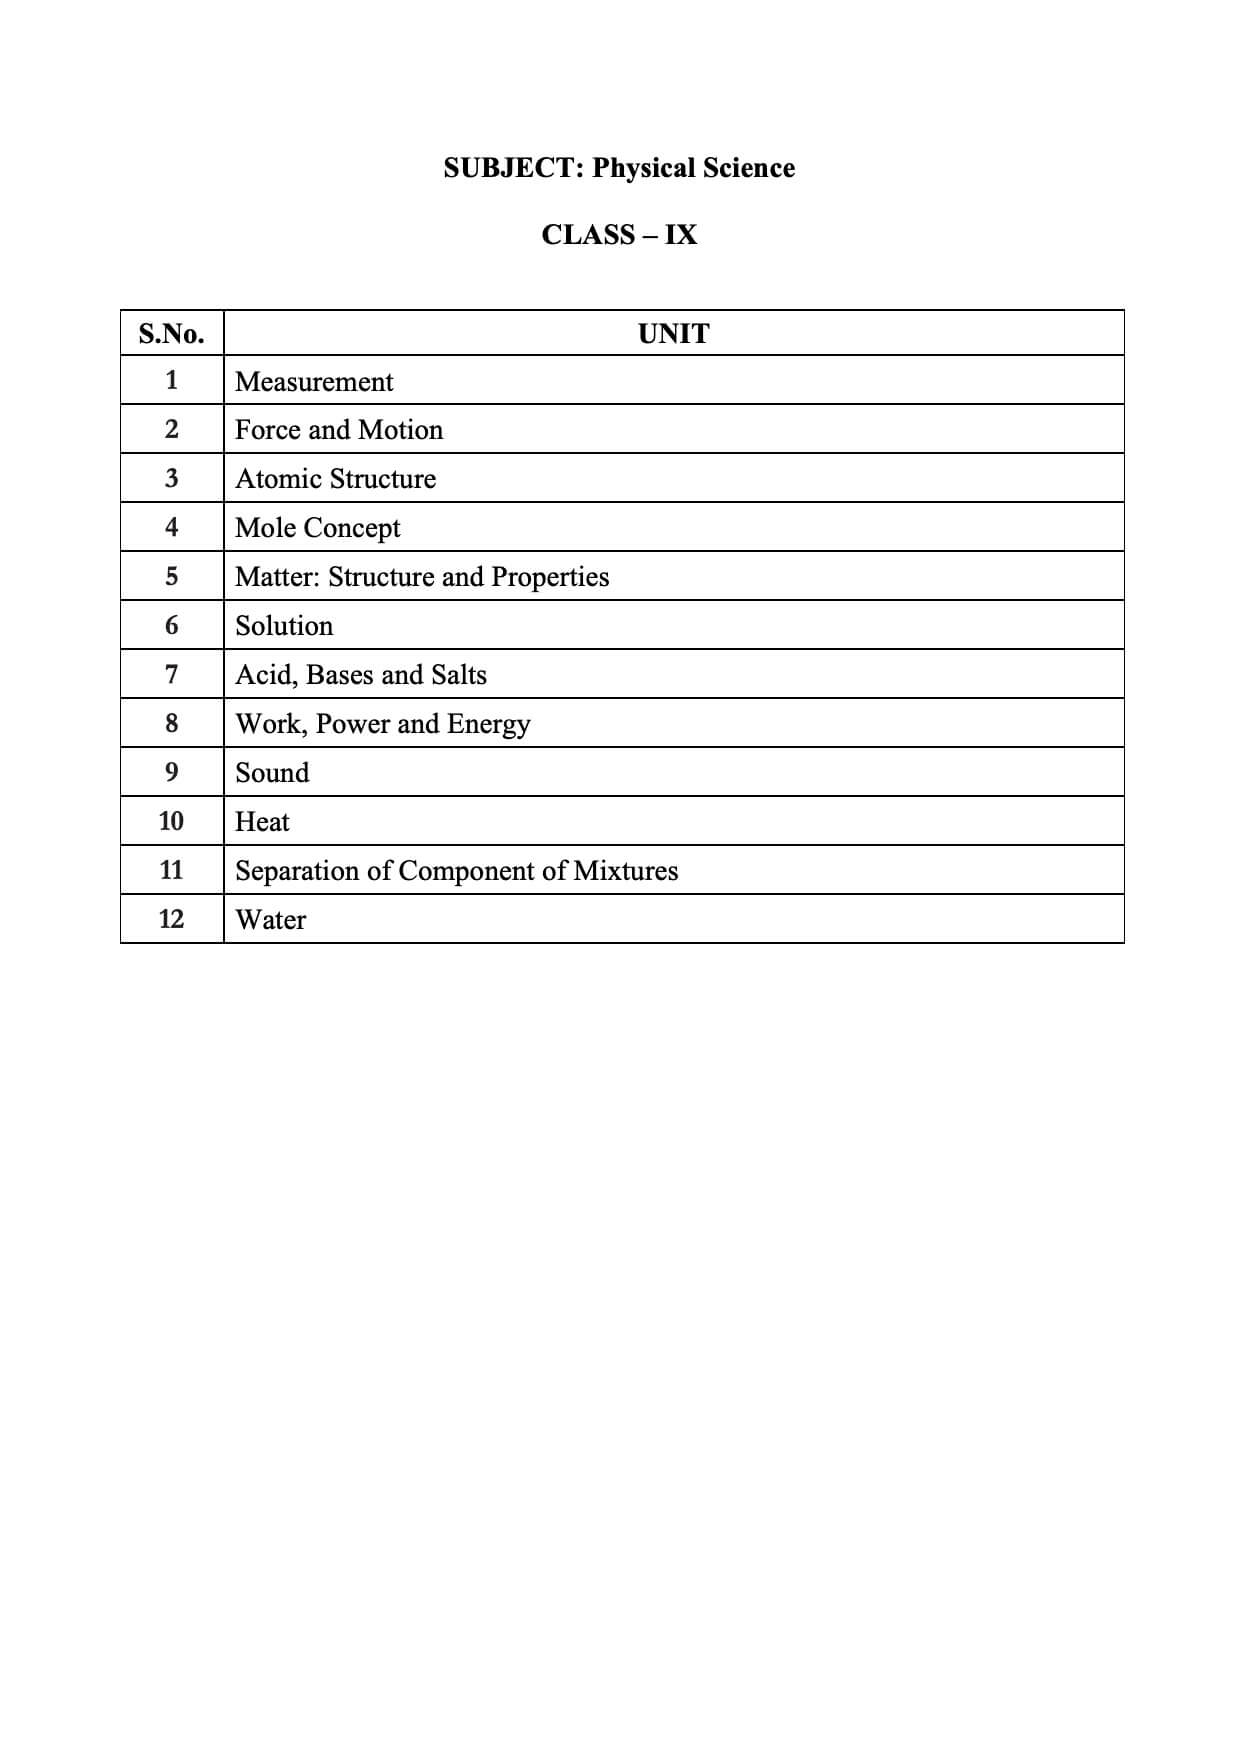 SUBJECT: Physical Science
CLASS – IX
S.No. UNIT
1 Measurement
2 Force and Motion
3 Atomic Structure
4 Mole Concept
5 Matter: Structure and Properties
6 Solution
7 Acid, Bases and Salts
8 Work, Power and Energy
9 Sound
10 Heat
11 Separation of Component of Mixtures
12 Water